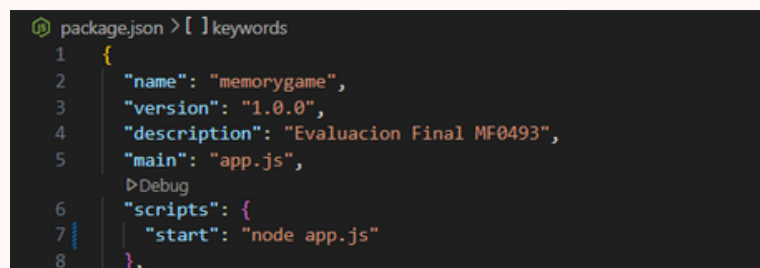 package.json > [ ] keywords
1 {
2 "name": "memorygame",
3 "version": "1.0.0",
4 "description": "Evaluacion Final MF0493",
5 "main": "app.js",
Debug
6 "scripts": {
7 "start": "node app.js"
8 },